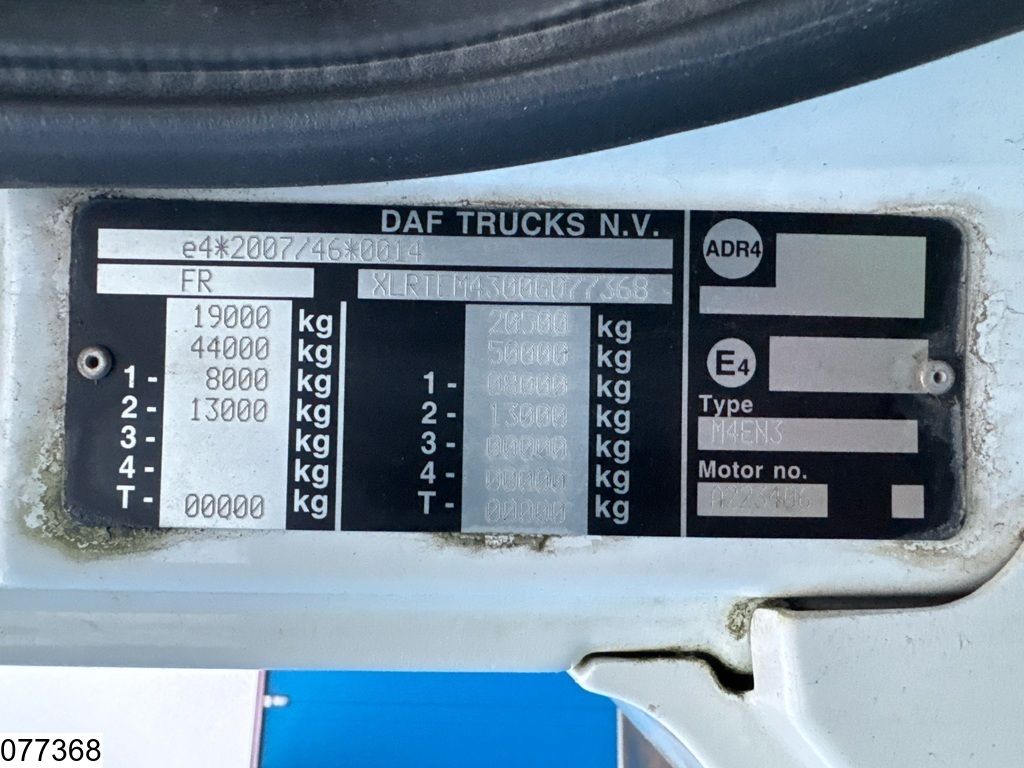 DAF TRUCKS N.V.
e4*2007/46*0014
FR XLRTEM4300G077368
19000 kg 20500 kg
44000 kg 50000 kg
1 - 8000 kg 1 - 08000 kg
2 - 13000 kg 2 - 13000 kg
3 - kg 3 - 00000 kg
4 - kg 4 - 00000 kg
T - 00000 kg T - 00000 kg
ADR4
E4
Type
M4EN3
Motor no.
A223406
077368